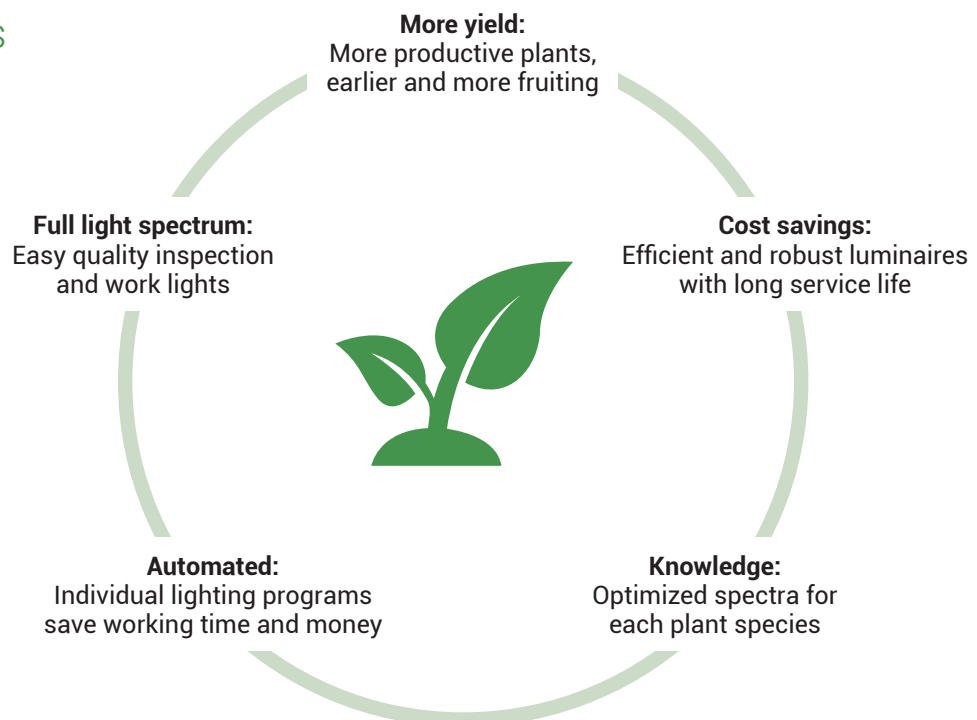 More yield:
More productive plants,
earlier and more fruiting
Full light spectrum:
Easy quality inspection
and work lights
Cost savings:
Efficient and robust luminaires
with long service life
Automated:
Individual lighting programs
save working time and money
Knowledge:
Optimized spectra for
each plant species